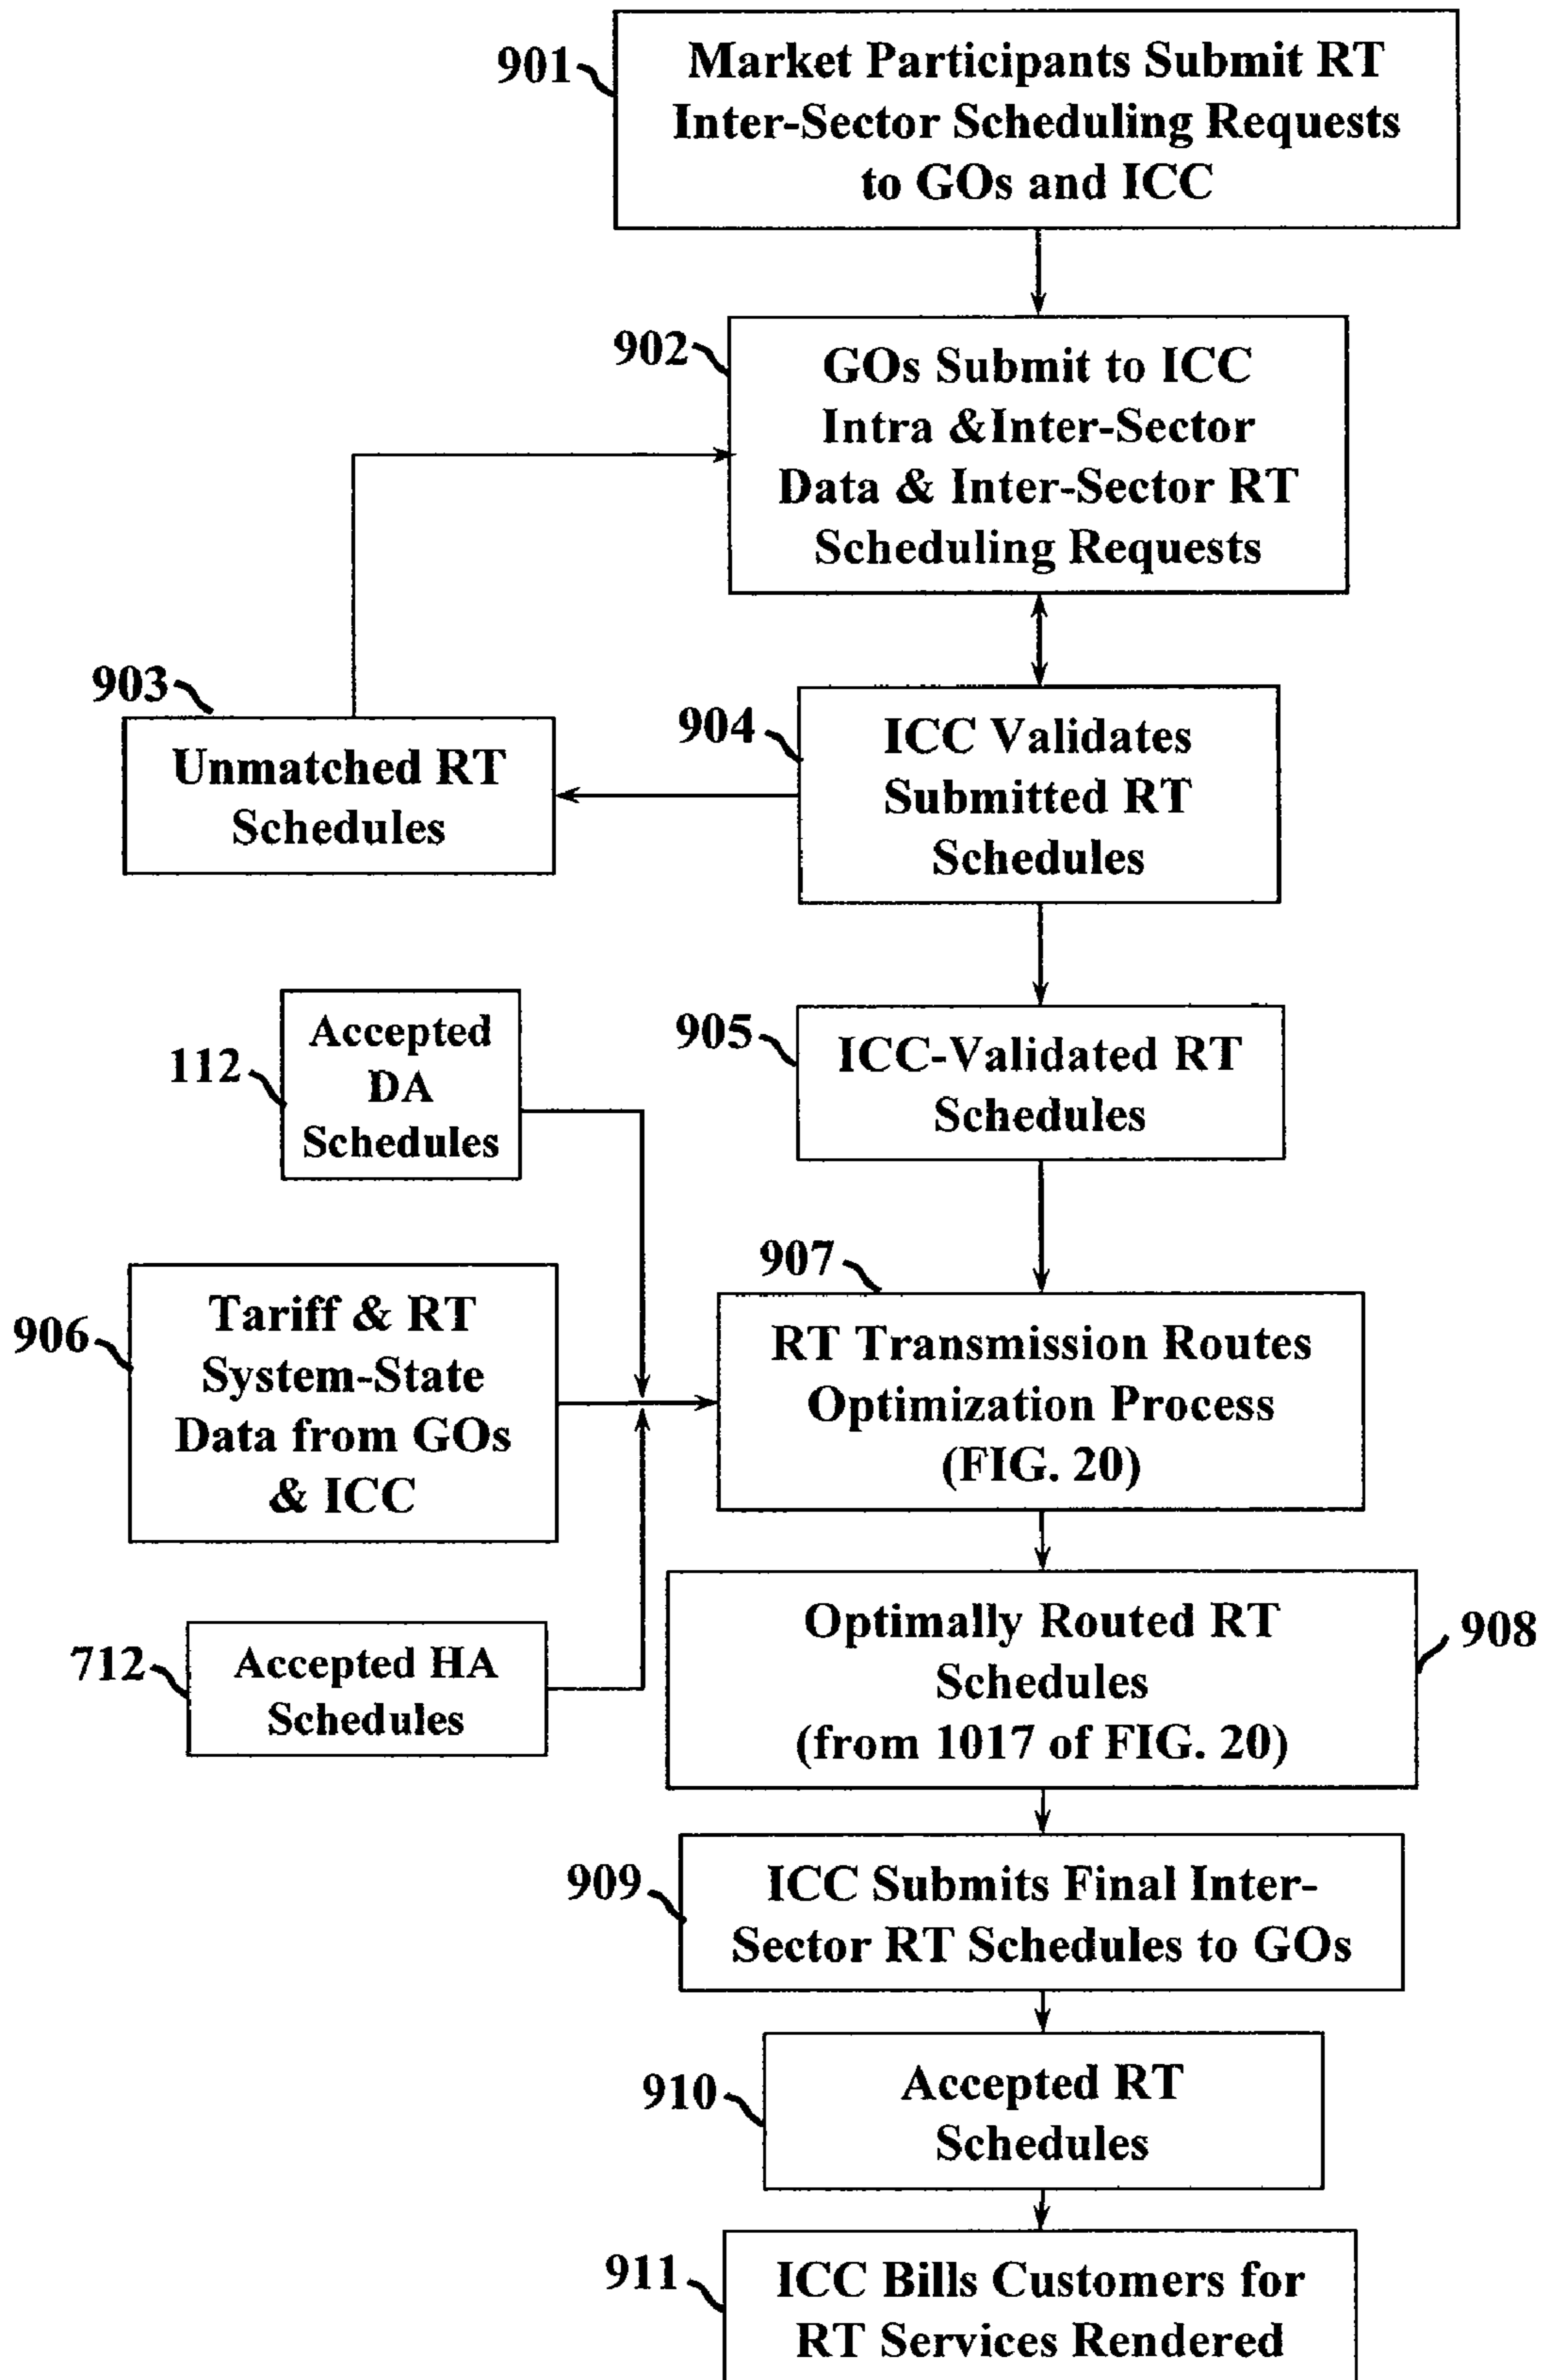 901
Market Participants Submit RT
Inter-Sector Scheduling Requests
to GOs and ICC
902
GOs Submit to ICC
Intra &Inter-Sector
Data & Inter-Sector RT
Scheduling Requests
903
Unmatched RT
Schedules
904
ICC Validates
Submitted RT
Schedules
112
Accepted
DA
Schedules
905
ICC-Validated RT
Schedules
906
Tariff & RT
System-State
Data from GOs
& ICC
907
RT Transmission Routes
Optimization Process
(FIG. 20)
712
Accepted HA
Schedules
Optimally Routed RT
Schedules
(from 1017 of FIG. 20)
908
909
ICC Submits Final Inter-
Sector RT Schedules to GOs
910
Accepted RT
Schedules
911
ICC Bills Customers for
RT Services Rendered